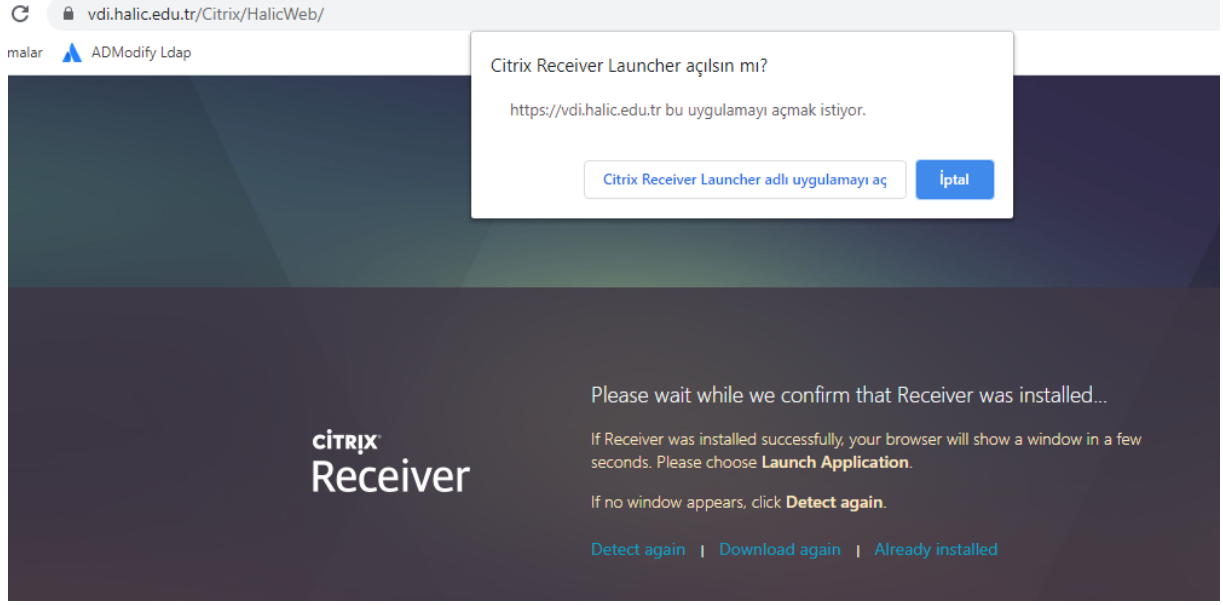 vdi.halic.edu.tr/Citrix/HalicWeb/
malar ADModify Ldap
Citrix Receiver Launcher açılsın mı?
https://vdi.halic.edu.tr bu uygulamayı açmak istiyor.
Citrix Receiver Launcher adlı uygulamayı aç İptal
Please wait while we confirm that Receiver was installed...
CİTRIX
Receiver
If Receiver was installed successfully, your browser will show a window in a few
seconds. Please choose Launch Application.
If no window appears, click Detect again.
Detect again | Download again | Already installed